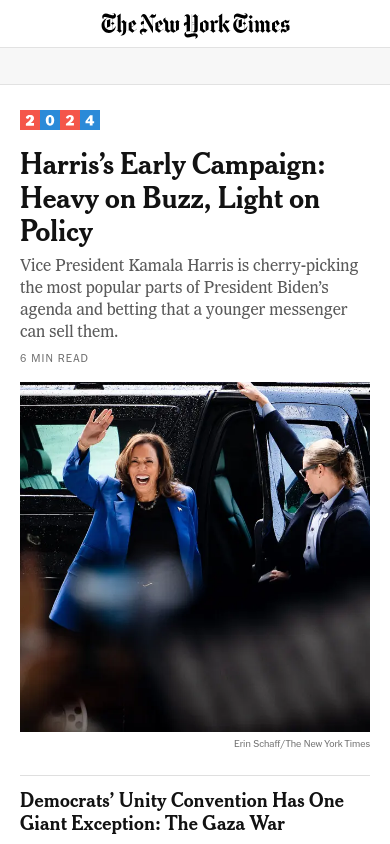 The New York Times
2024
Harris’s Early Campaign:
Heavy on Buzz, Light on
Policy
Vice President Kamala Harris is cherry-picking
the most popular parts of President Biden’s
agenda and betting that a younger messenger
can sell them.
6 MIN READ
Erin Schaff/The New York Times
Democrats’ Unity Convention Has One
Giant Exception: The Gaza War